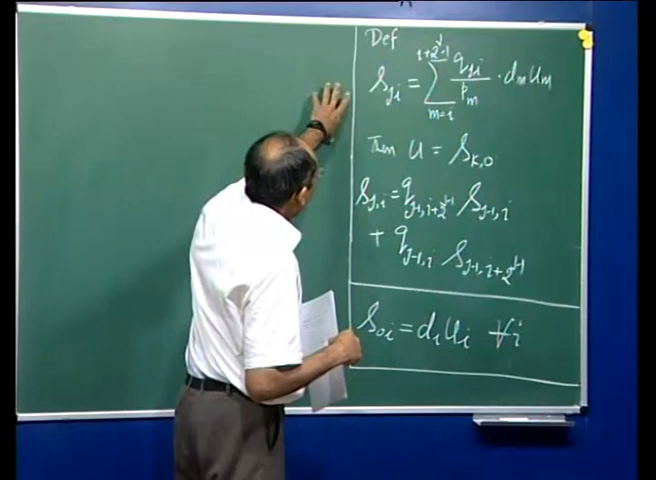 Def
S_{ji} = \sum_{m=i}^{i+2^j-1} \frac{q_{ji}}{p_m} \cdot d_m u_m
Then u = S_{k,0}
S_{j,i} = q_{j-1,i+2^{j-1}} S_{j-1,i}
+ q_{j-1,i} S_{j-1,i+2^{j-1}}
S_{0i} = d_i u_i ∀i